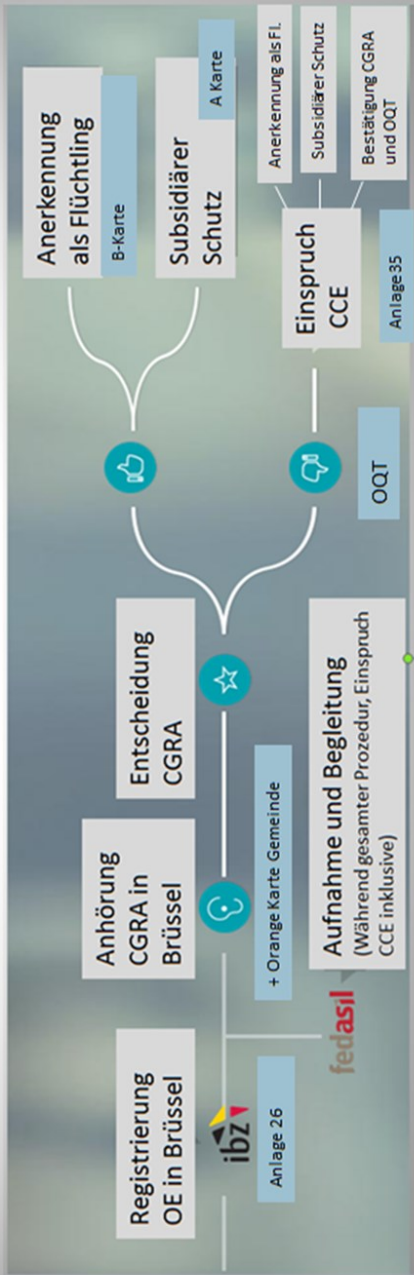 Registrierung
OE in Brüssel
ibz
Anlage 26
fedasil
Anhörung
CGRA in
Brüssel
+ Orange Karte Gemeinde
Aufnahme und Begleitung
(Während gesamter Prozedur, Einspruch
CCE inklusive)
Entscheidung
CGRA
Anerkennung
als Flüchtling
B-Karte
Subsidiärer
Schutz
A Karte
OQT
Einspruch
CCE
Anlage35
Anerkennung als Fl.
Subsidiärer Schutz
Bestätigung CGRA
und OQT